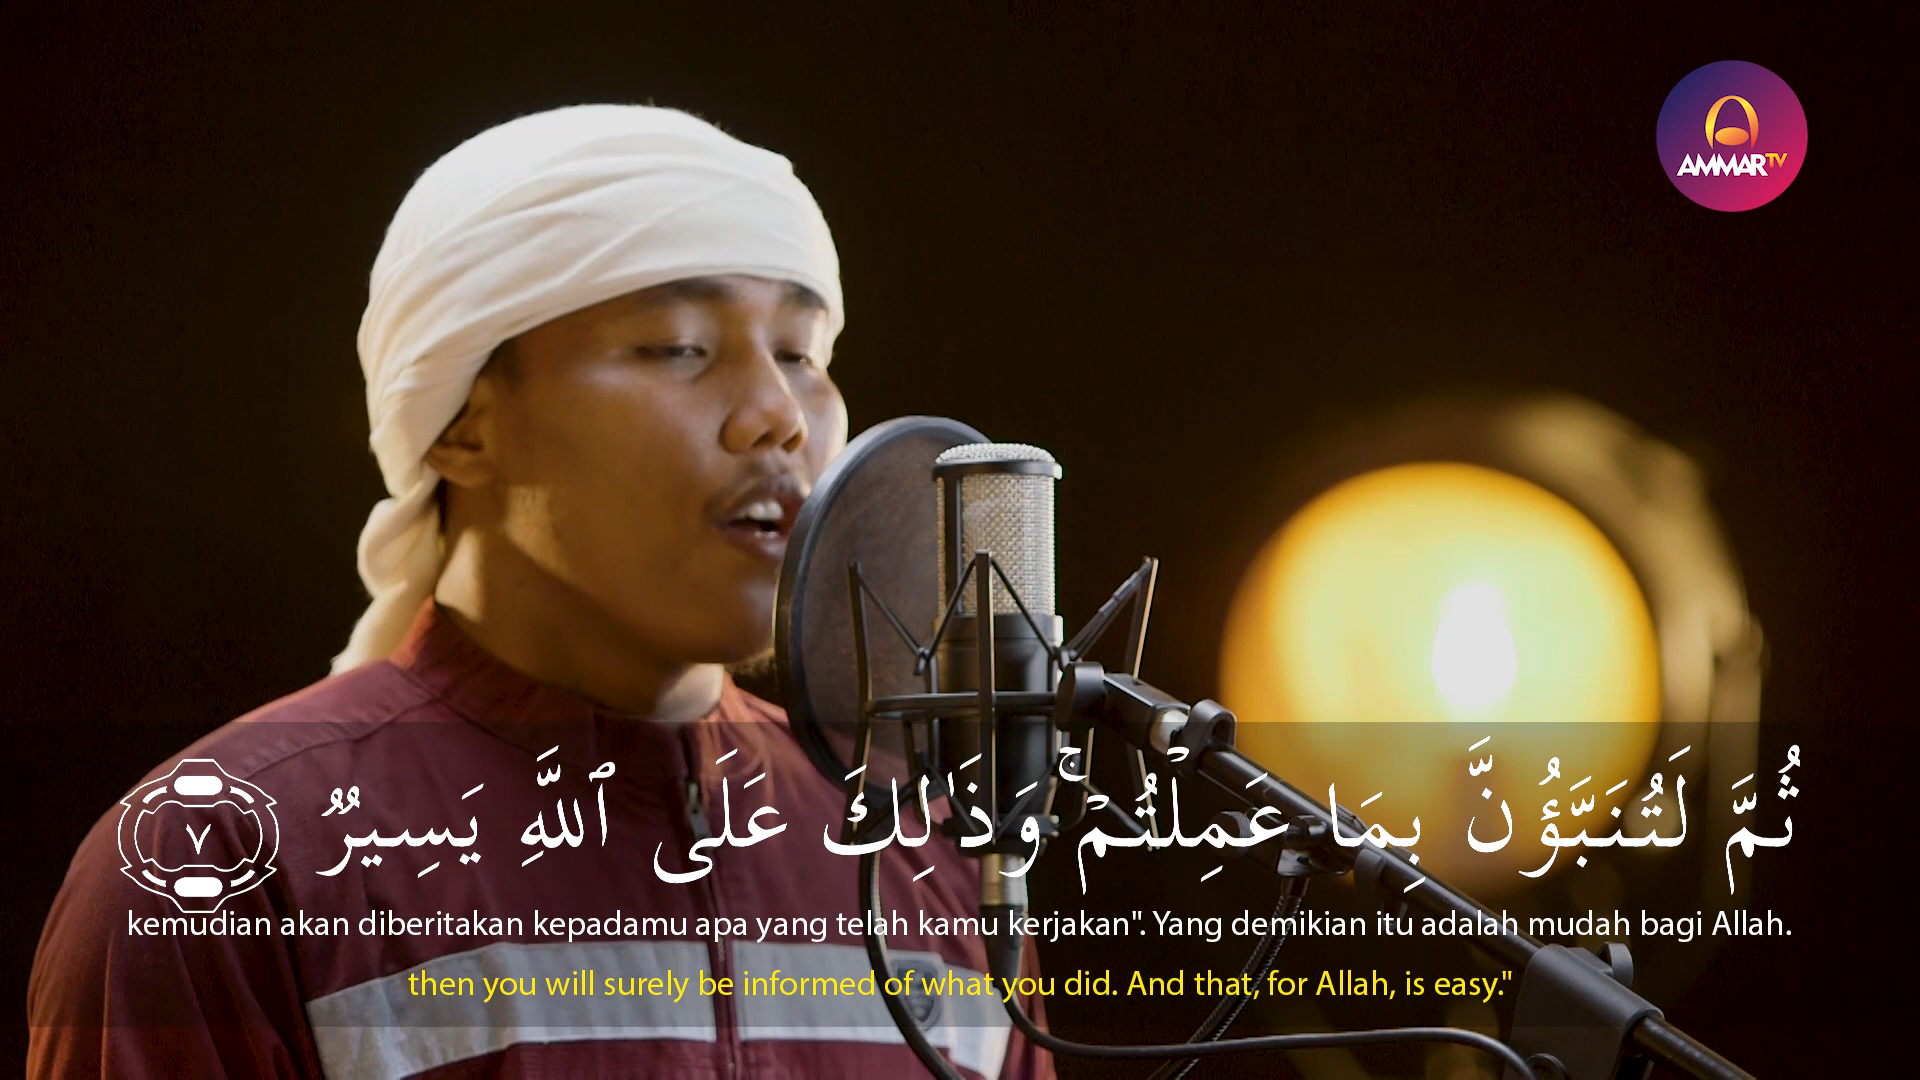 AMMARTV
ثُمَّ لَتُنَبَّؤُنَّ بِمَا عَمِلْتُمْ ۚ وَذَٰلِكَ عَلَى ٱللَّهِ يَسِيرٌ ٧
kemudian akan diberitakan kepadamu apa yang telah kamu kerjakan". Yang demikian itu adalah mudah bagi Allah.
then you will surely be informed of what you did. And that, for Allah, is easy."